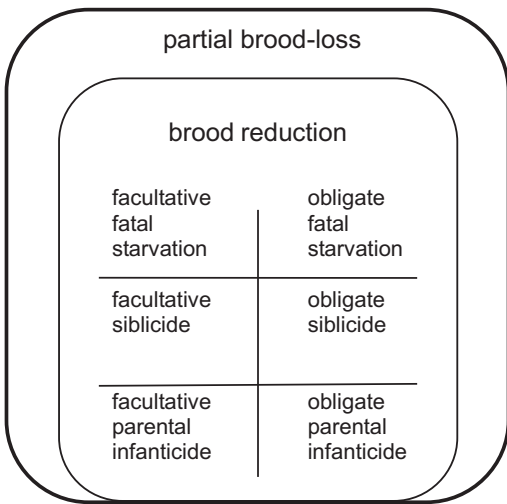 partial brood-loss
brood reduction
facultative
fatal
starvation
obligate
fatal
starvation
facultative
siblicide
obligate
siblicide
facultative
parental
infanticide
obligate
parental
infanticide